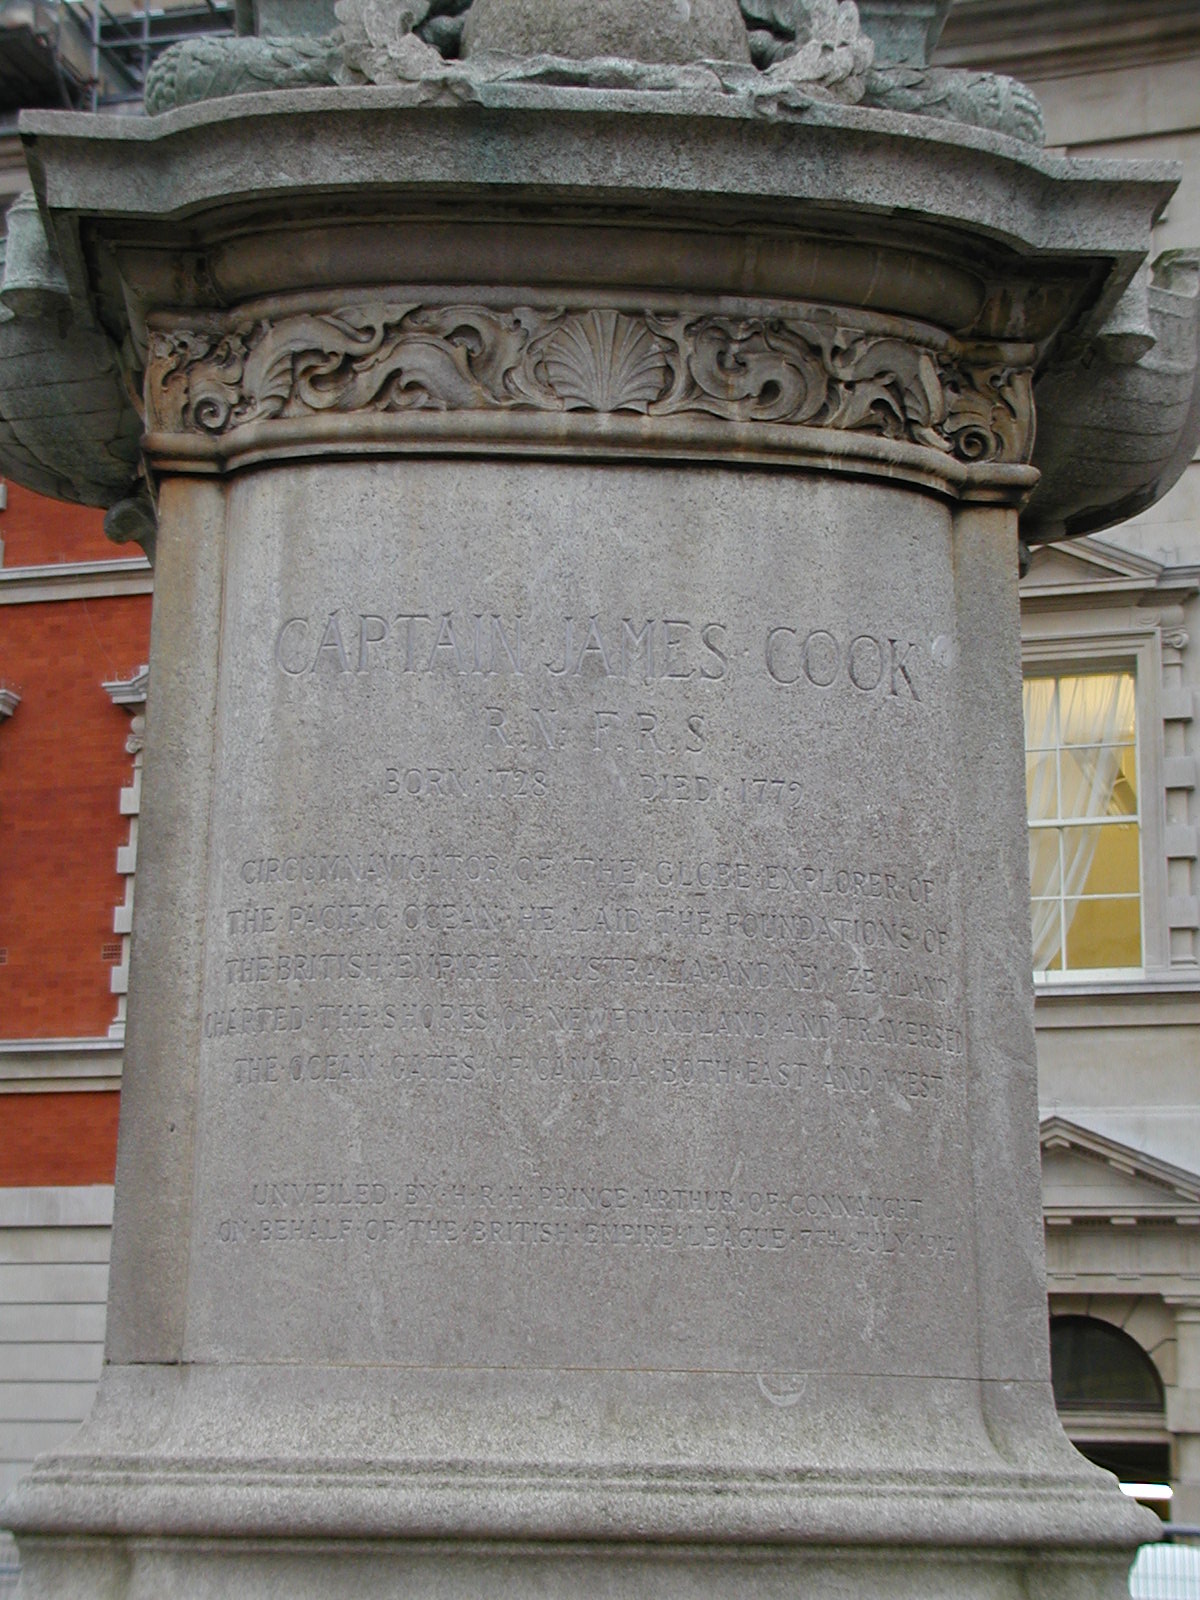 CAPTAIN JAMES COOK
R.N. F.R.S
BORN·1728 DIED·1779
CIRCUMNAVIGATOR·OF·THE·GLOBE·EXPLORER·OF
THE·PACIFIC·OCEAN·HE·LAID·THE·FOUNDATIONS·OF
THE·BRITISH·EMPIRE·IN·AUSTRALIA·AND·NEW·ZEALAND
CHARTED·THE·SHORES·OF·NEWFOUNDLAND·AND·TRAVERSED
THE·OCEAN·GATES·OF·CANADA·BOTH·EAST·AND·WEST
UNVEILED·BY·H·R·H·PRINCE·ARTHUR·OF·CONNAUGHT
ON·BEHALF·OF·THE·BRITISH·EMPIRE·LEAGUE·7TH·JULY·1914